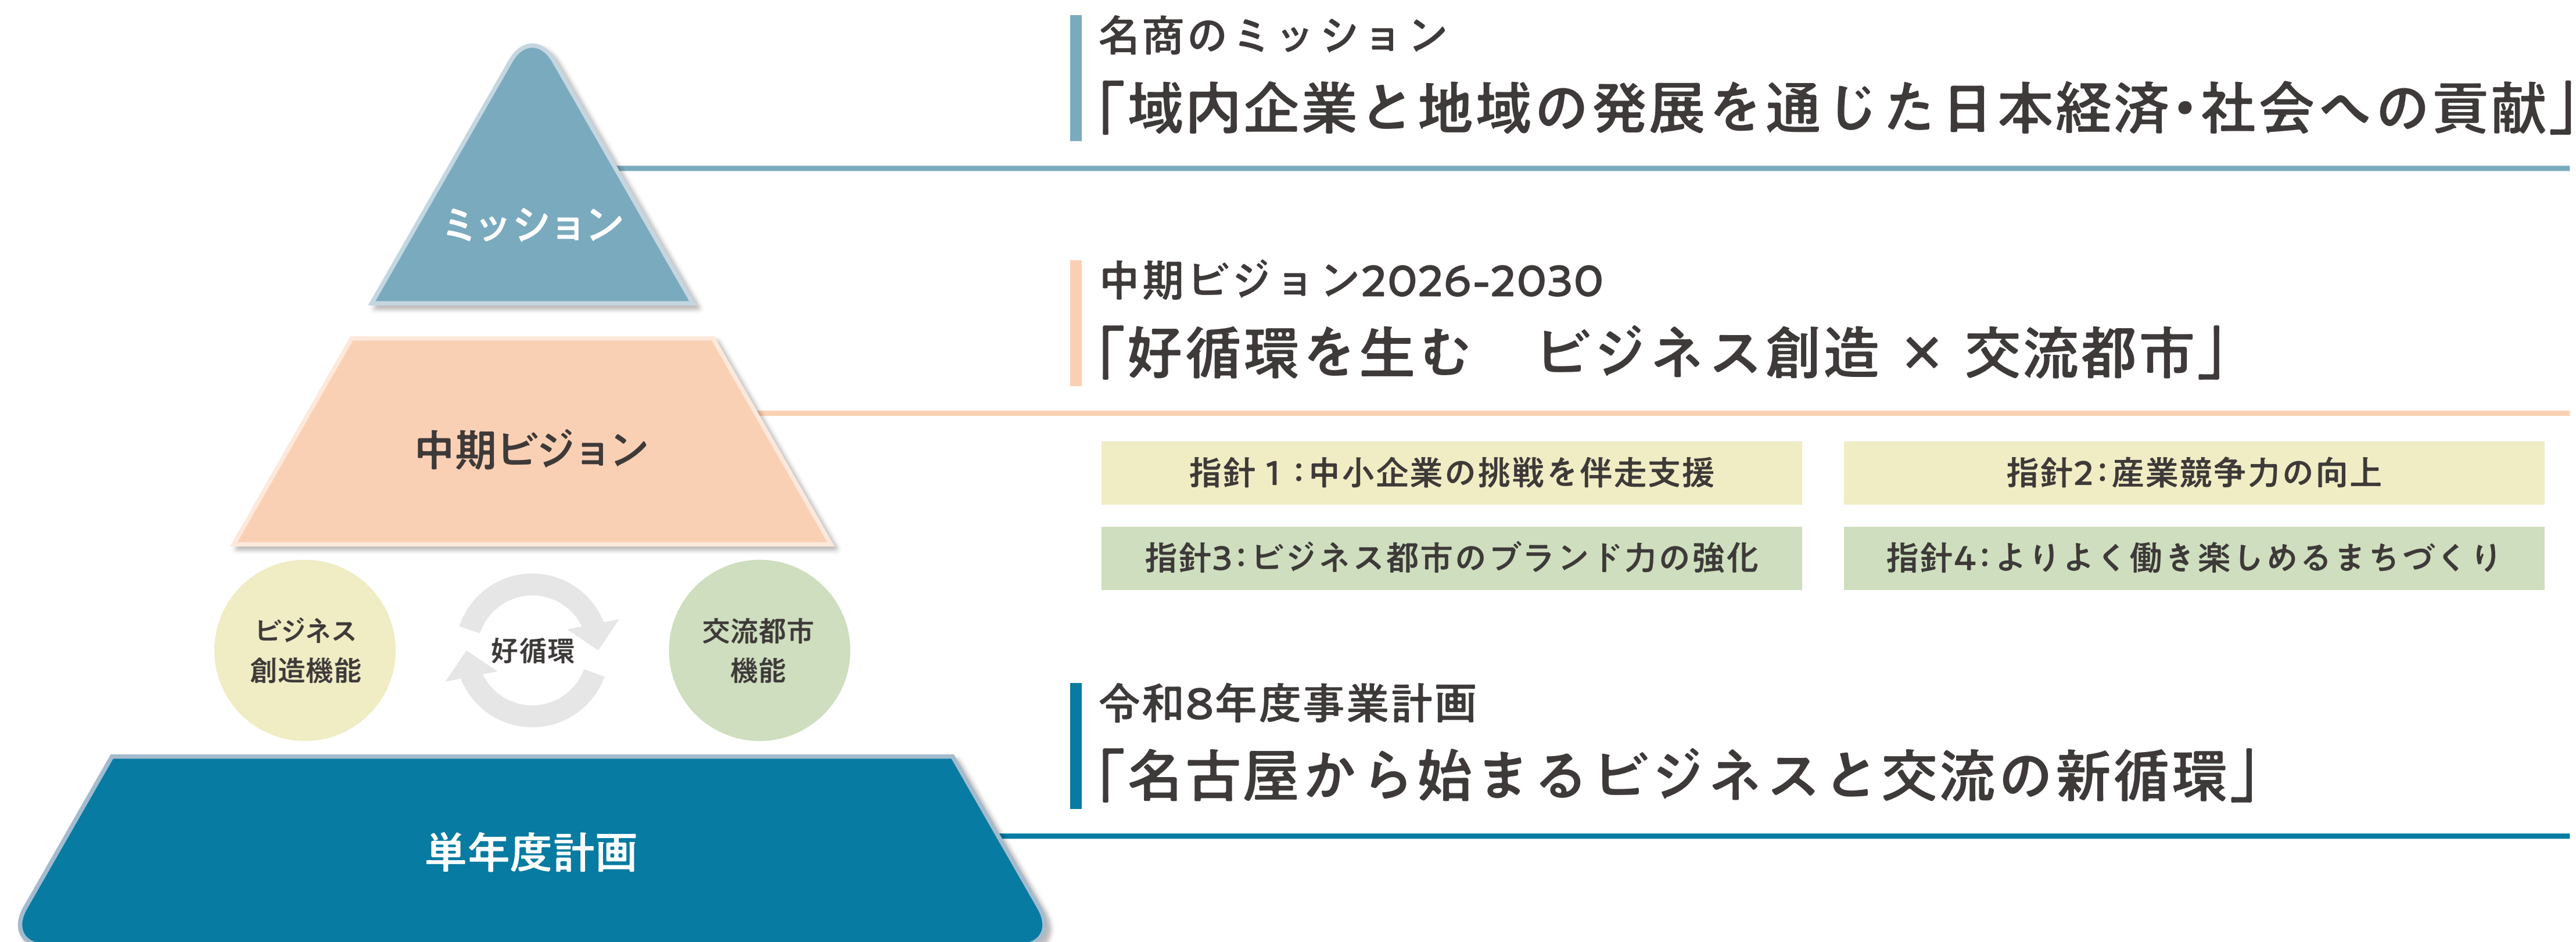 名商のミッション
「域内企業と地域の発展を通じた日本経済・社会への貢献」
ミッション
中期ビジョン2026-2030
「好循環を生む　ビジネス創造 × 交流都市」
中期ビジョン
指針1：中小企業の挑戦を伴走支援
指針2：産業競争力の向上
指針3：ビジネス都市のブランド力の強化
指針4：よりよく働き楽しめるまちづくり
ビジネス
創造機能
好循環
交流都市
機能
令和8年度事業計画
「名古屋から始まるビジネスと交流の新循環」
単年度計画